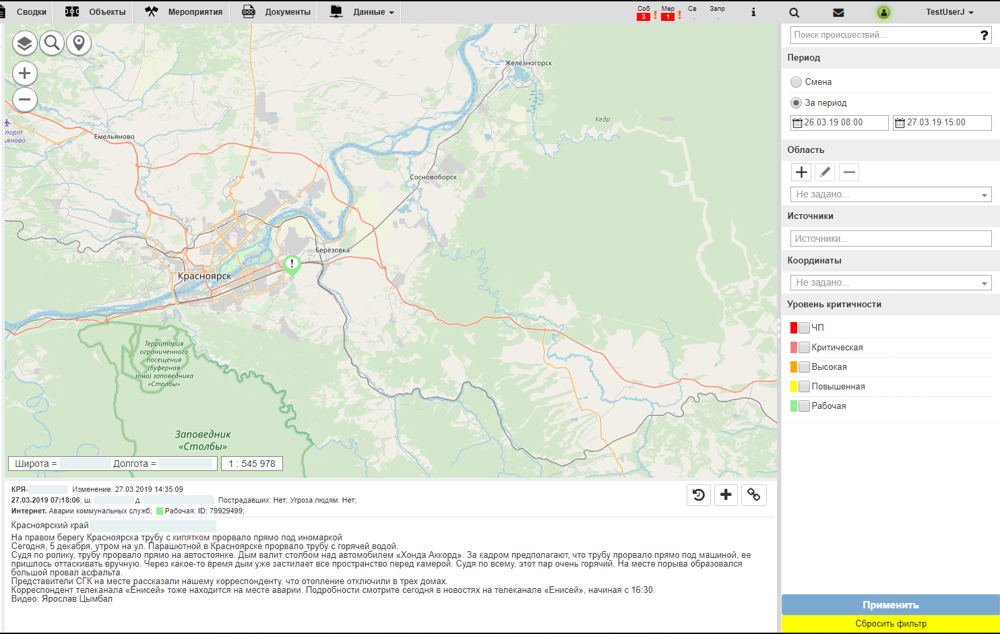 Сводки Объекты Мероприятия DOC Документы Данные Соб 3 ! Мер 1 ! Св . Запр . TestUserJ
Поиск происшествий... ?
Период
Смена
За период
26.03.19 08:00 27.03.19 15:00
Область
Не задано...
Источники
Источники...
Координаты
Не задано...
Уровень критичности
ЧП
Критическая
Высокая
Повышенная
Рабочая
Применить
Сбросить фильтр
Железногорск
Кедр
порт
Емельяново
Сосновоборск
Берёзовка
!
Красноярск
Территория
ограниченного
посещения
(буферная
зона) заповедника
«Столбы»
Заповедник
«Столбы»
Широта = Долгота = 1 : 545 978
КРЯ- Изменение: 27.03.2019 14:35:09
27.03.2019 07:18:06; ш. д. ; Пострадавших: Нет; Угроза людям: Нет;
Интернет. Аварии коммунальных служб; Рабочая; ID: 79929499;
Красноярский край
На правом берегу Красноярска трубу с кипятком прорвало прямо под иномаркой
Сегодня, 5 декабря, утром на ул. Парашютной в Красноярске прорвало трубу с горячей водой.
Судя по ролику, трубу прорвало прямо на автостоянке. Дым валит столбом над автомобилем «Хонда Аккорд». За кадром предполагают, что трубу прорвало прямо под машиной, ее
пришлось оттаскивать вручную. Через какое-то время дым уже застилает все пространство перед камерой. Судя по всему, этот пар очень горячий. На месте порыва образовался
большой провал асфальта.
Представители СГК на месте рассказали нашему корреспонденту, что отопление отключили в трех домах.
Корреспондент телеканала «Енисей» тоже находится на месте аварии. Подробности смотрите сегодня в новостях на телеканале «Енисей», начиная с 16:30.
Видео: Ярослав Цымбал